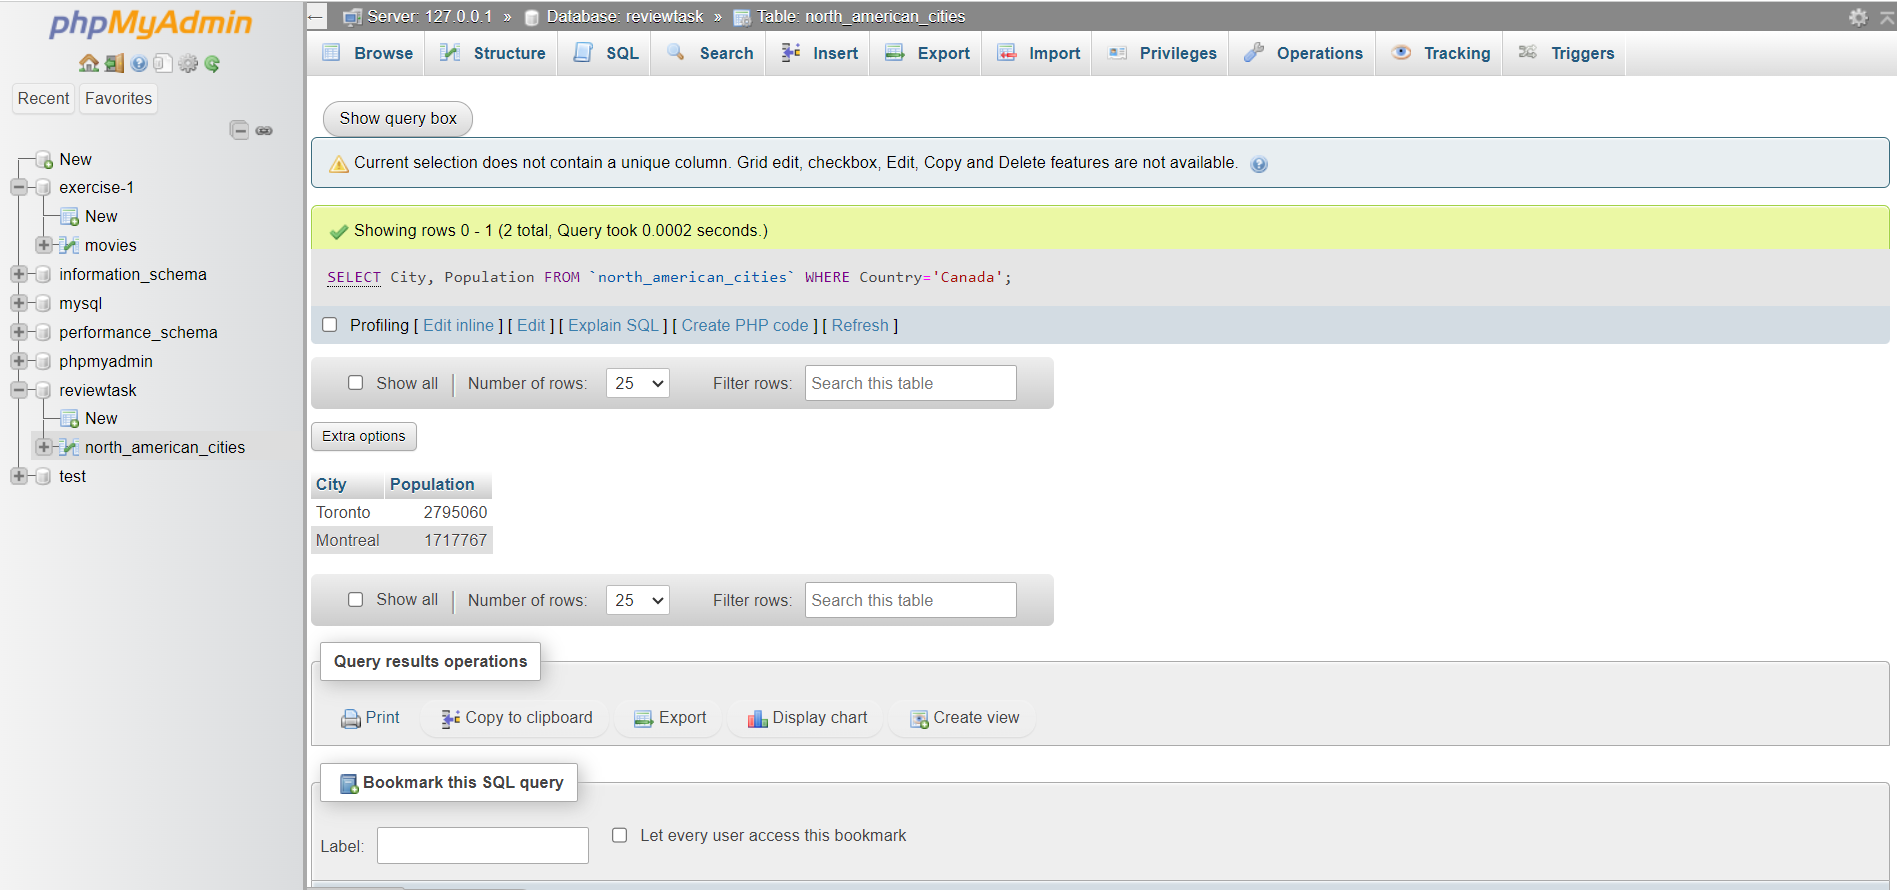 phpMyAdmin
Recent Favorites
New
exercise-1
New
movies
information_schema
mysql
performance_schema
phpmyadmin
reviewtask
New
north_american_cities
test
Server: 127.0.0.1 » Database: reviewtask » Table: north_american_cities
Browse Structure SQL Search Insert Export Import Privileges Operations Tracking Triggers
Show query box
Current selection does not contain a unique column. Grid edit, checkbox, Edit, Copy and Delete features are not available.
Showing rows 0 - 1 (2 total, Query took 0.0002 seconds.)
SELECT City, Population FROM `north_american_cities` WHERE Country='Canada';
Profiling [ Edit inline ] [ Edit ] [ Explain SQL ] [ Create PHP code ] [ Refresh ]
Show all Number of rows: 25 Filter rows: Search this table
Extra options
City Population
Toronto 2795060
Montreal 1717767
Show all Number of rows: 25 Filter rows: Search this table
Query results operations
Print Copy to clipboard Export Display chart Create view
Bookmark this SQL query
Label: Let every user access this bookmark